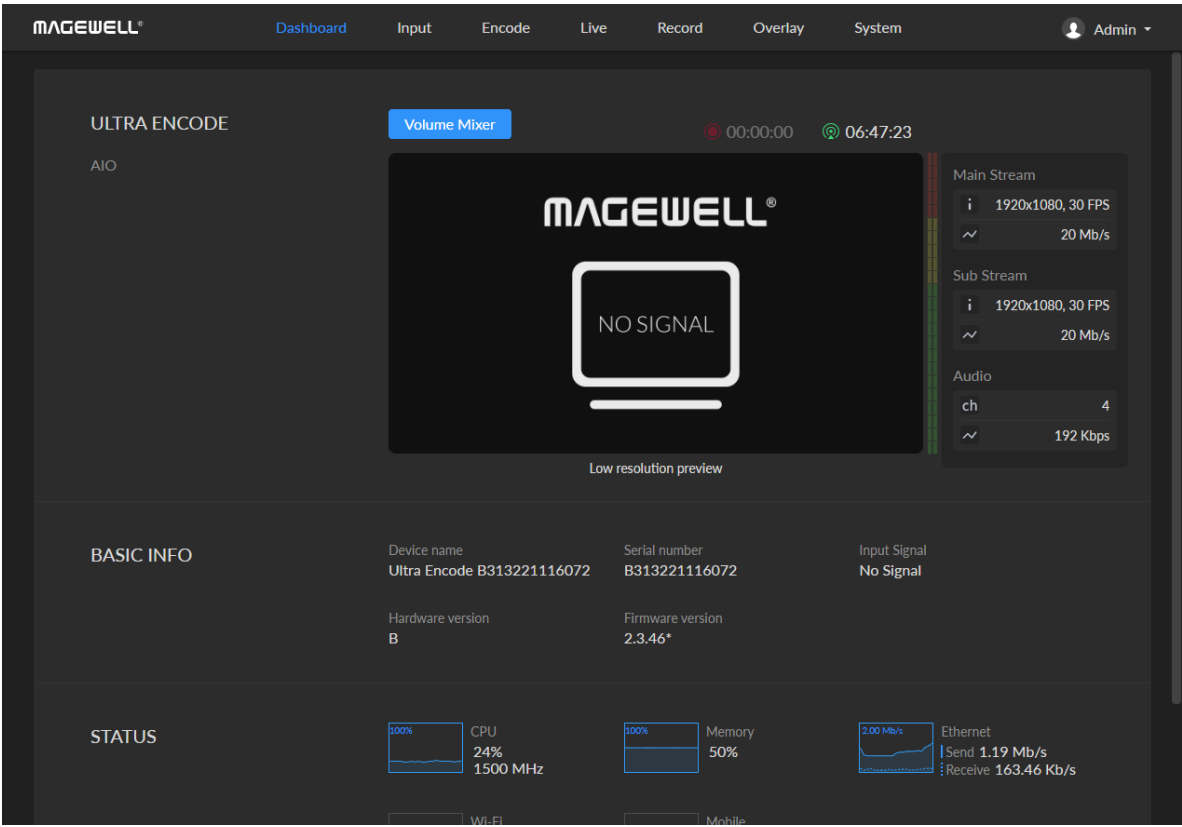 MAGEWELL®
Dashboard Input Encode Live Record Overlay System Admin
ULTRA ENCODE
AIO
Volume Mixer
00:00:00 06:47:23
MAGEWELL®
NO SIGNAL
Low resolution preview
Main Stream
i 1920x1080, 30 FPS
20 Mb/s
Sub Stream
i 1920x1080, 30 FPS
20 Mb/s
Audio
ch 4
192 Kbps
BASIC INFO
Device name
Ultra Encode B313221116072
Serial number
B313221116072
Input Signal
No Signal
Hardware version
B
Firmware version
2.3.46*
STATUS
100%
CPU
24%
1500 MHz
100%
Memory
50%
2.00 Mb/s
Ethernet
Send 1.19 Mb/s
Receive 163.46 Kb/s
Wi-Fi
Mobile